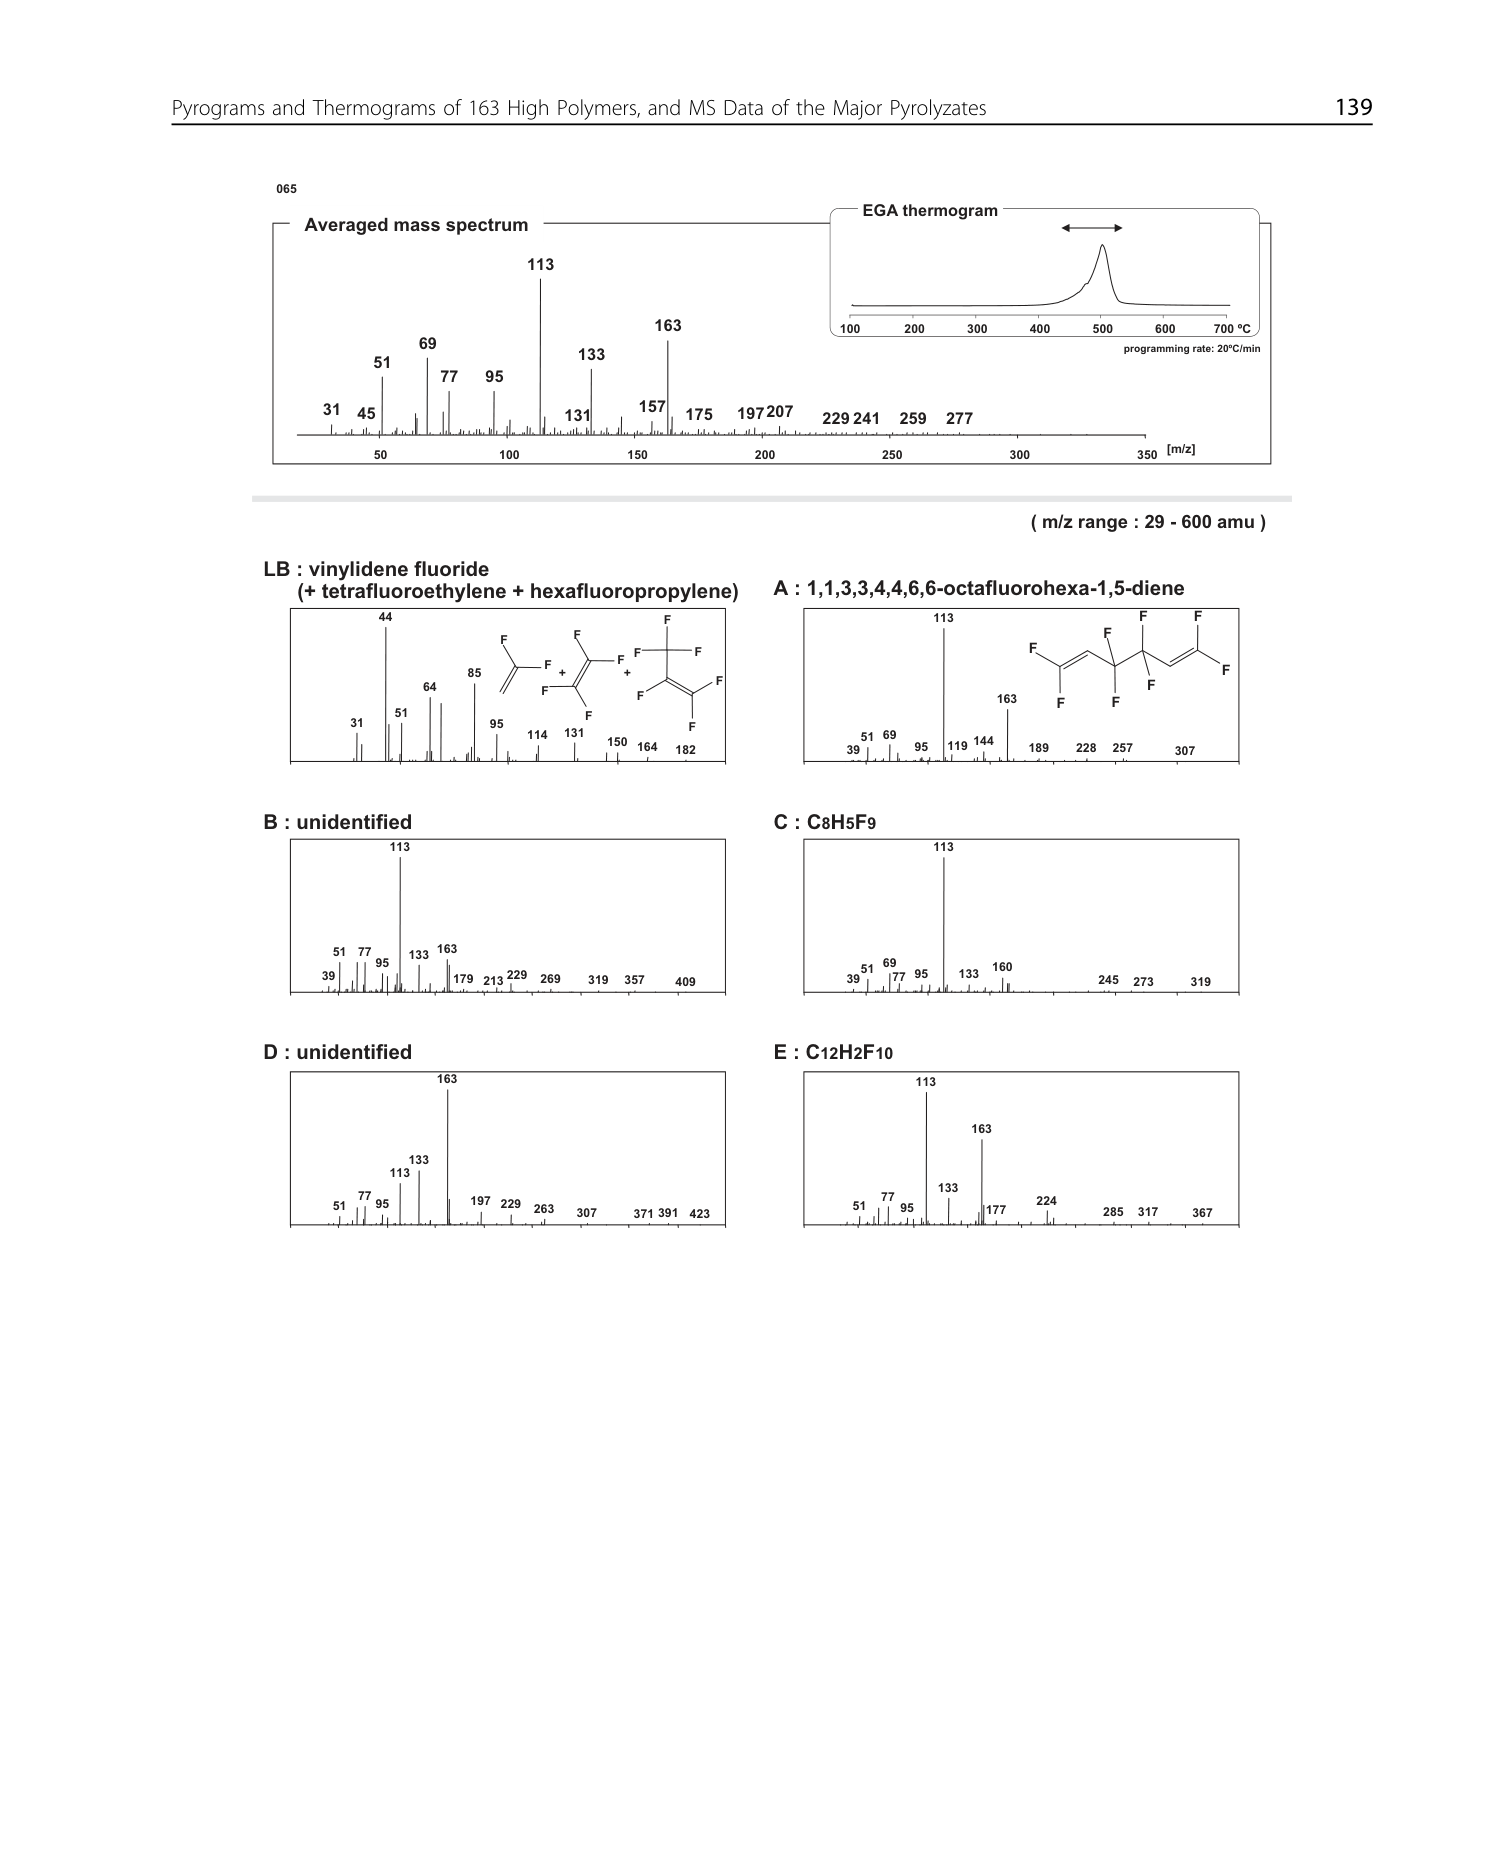 Pyrograms and Thermograms of 163 High Polymers, and MS Data of the Major Pyrolyzates 139
065
Averaged mass spectrum
EGA thermogram
100 200 300 400 500 600 700 ºC
programming rate: 20ºC/min
113
163
69
133
51
77 95
31 45 131 157 175 197 207 229 241 259 277
50 100 150 200 250 300 350 [m/z]
( m/z range : 29 - 600 amu )
LB : vinylidene fluoride
(+ tetrafluoroethylene + hexafluoropropylene)
44
85
64
51
31
95
114 131
150 164 182
F F + F F F F + F F F F F F
A : 1,1,3,3,4,4,6,6-octafluorohexa-1,5-diene
113
163
39 51 69 95 119 144 189 228 257 307
F F F F F F F F
B : unidentified
113
39 51 77 95 133 163 179 213 229 269 319 357 409
C : C8H5F9
113
39 51 69 77 95 133 160 245 273 319
D : unidentified
163
51 77 95 113 133 197 229 263 307 371 391 423
E : C12H2F10
113
163
51 77 95 133 177 224 285 317 367